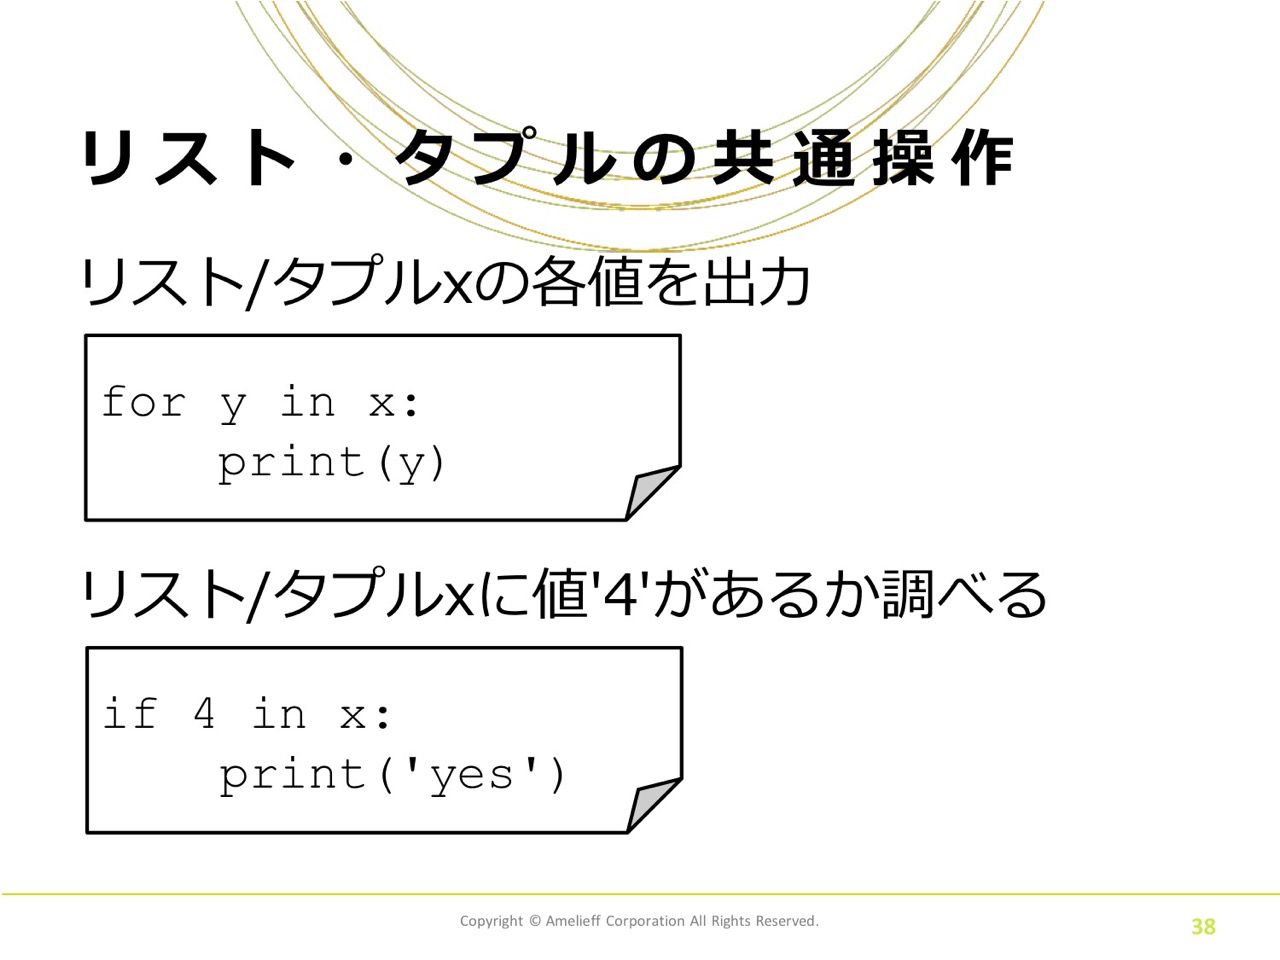 リスト・タプルの共通操作
リスト/タプルxの各値を出力
for y in x:
    print(y)
リスト/タプルxに値'4'があるか調べる
if 4 in x:
    print('yes')
Copyright © Amelieff Corporation All Rights Reserved.
38